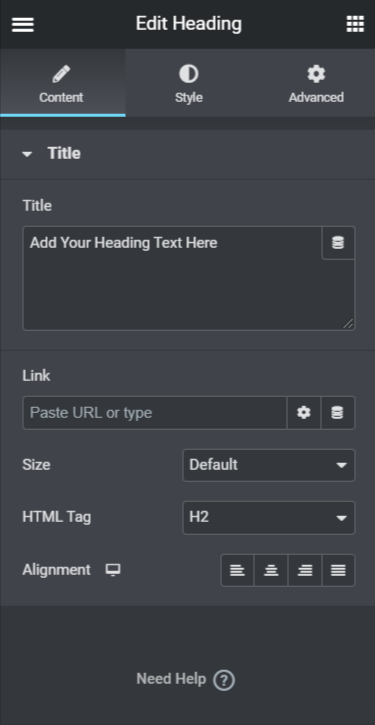 Edit Heading
Content Style Advanced
Title
Title
Add Your Heading Text Here
Link
Paste URL or type
Size Default
HTML Tag H2
Alignment
Need Help ?